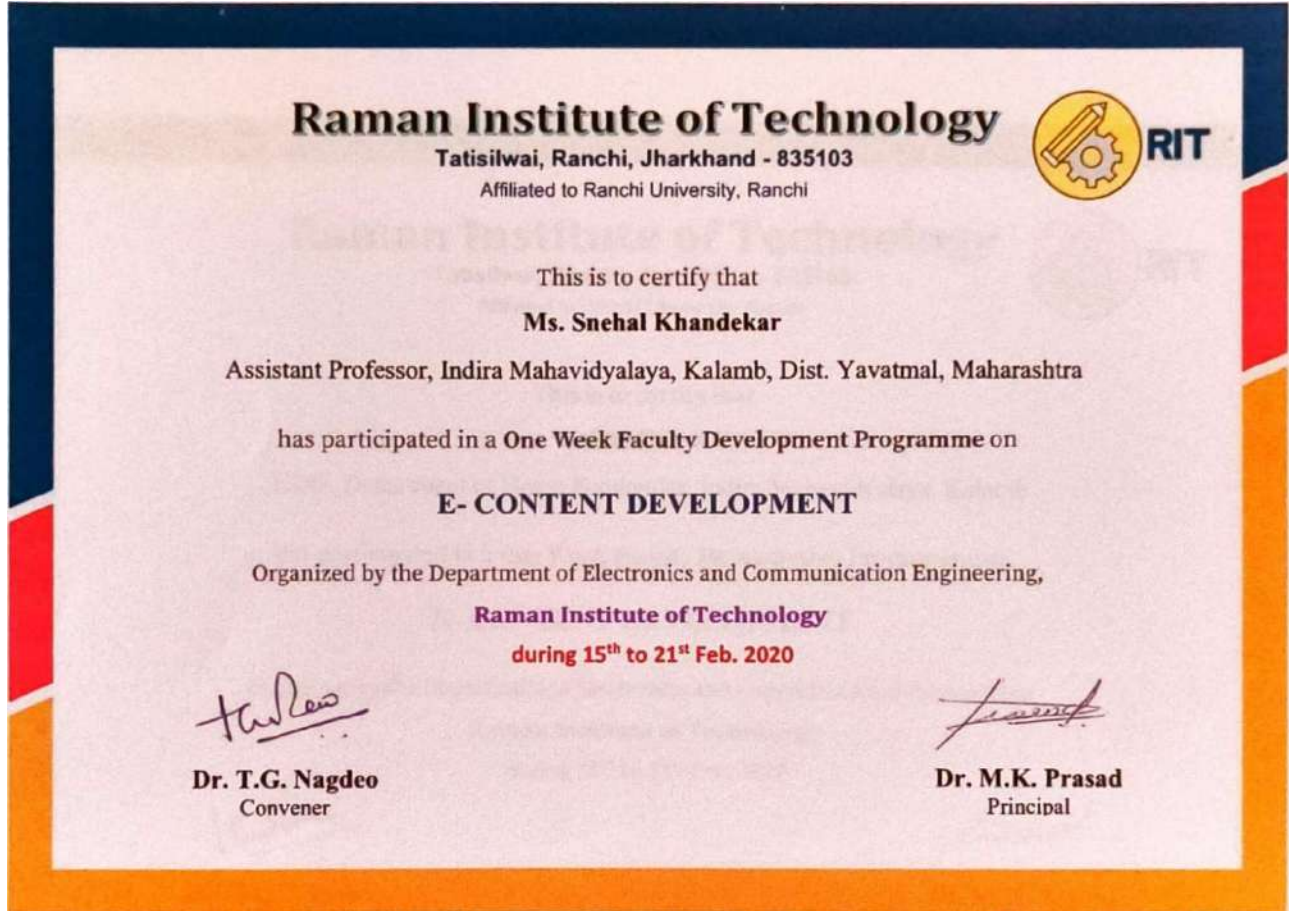 Raman Institute of Technology
RIT
Tatisilwai, Ranchi, Jharkhand - 835103
Affiliated to Ranchi University, Ranchi
This is to certify that
Ms. Snehal Khandekar
Assistant Professor, Indira Mahavidyalaya, Kalamb, Dist. Yavatmal, Maharashtra
has participated in a One Week Faculty Development Programme on
E- CONTENT DEVELOPMENT
Organized by the Department of Electronics and Communication Engineering,
Raman Institute of Technology
during 15th to 21st Feb. 2020
Dr. T.G. Nagdeo
Convener
Dr. M.K. Prasad
Principal